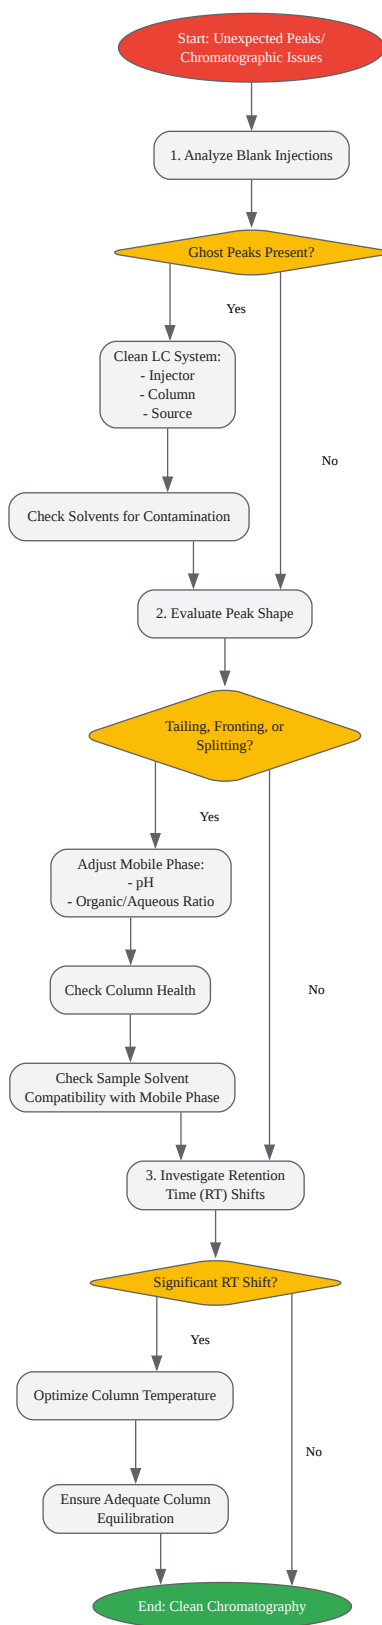 Start: Unexpected Peaks/
Chromatographic Issues
1. Analyze Blank Injections
Ghost Peaks Present?
Yes
Clean LC System:
- Injector
- Column
- Source
No
Check Solvents for Contamination
2. Evaluate Peak Shape
Tailing, Fronting, or
Splitting?
Yes
Adjust Mobile Phase:
- pH
- Organic/Aqueous Ratio
Check Column Health
No
Check Sample Solvent
Compatibility with Mobile Phase
3. Investigate Retention
Time (RT) Shifts
Significant RT Shift?
Yes
Optimize Column Temperature
No
Ensure Adequate Column
Equilibration
End: Clean Chromatography